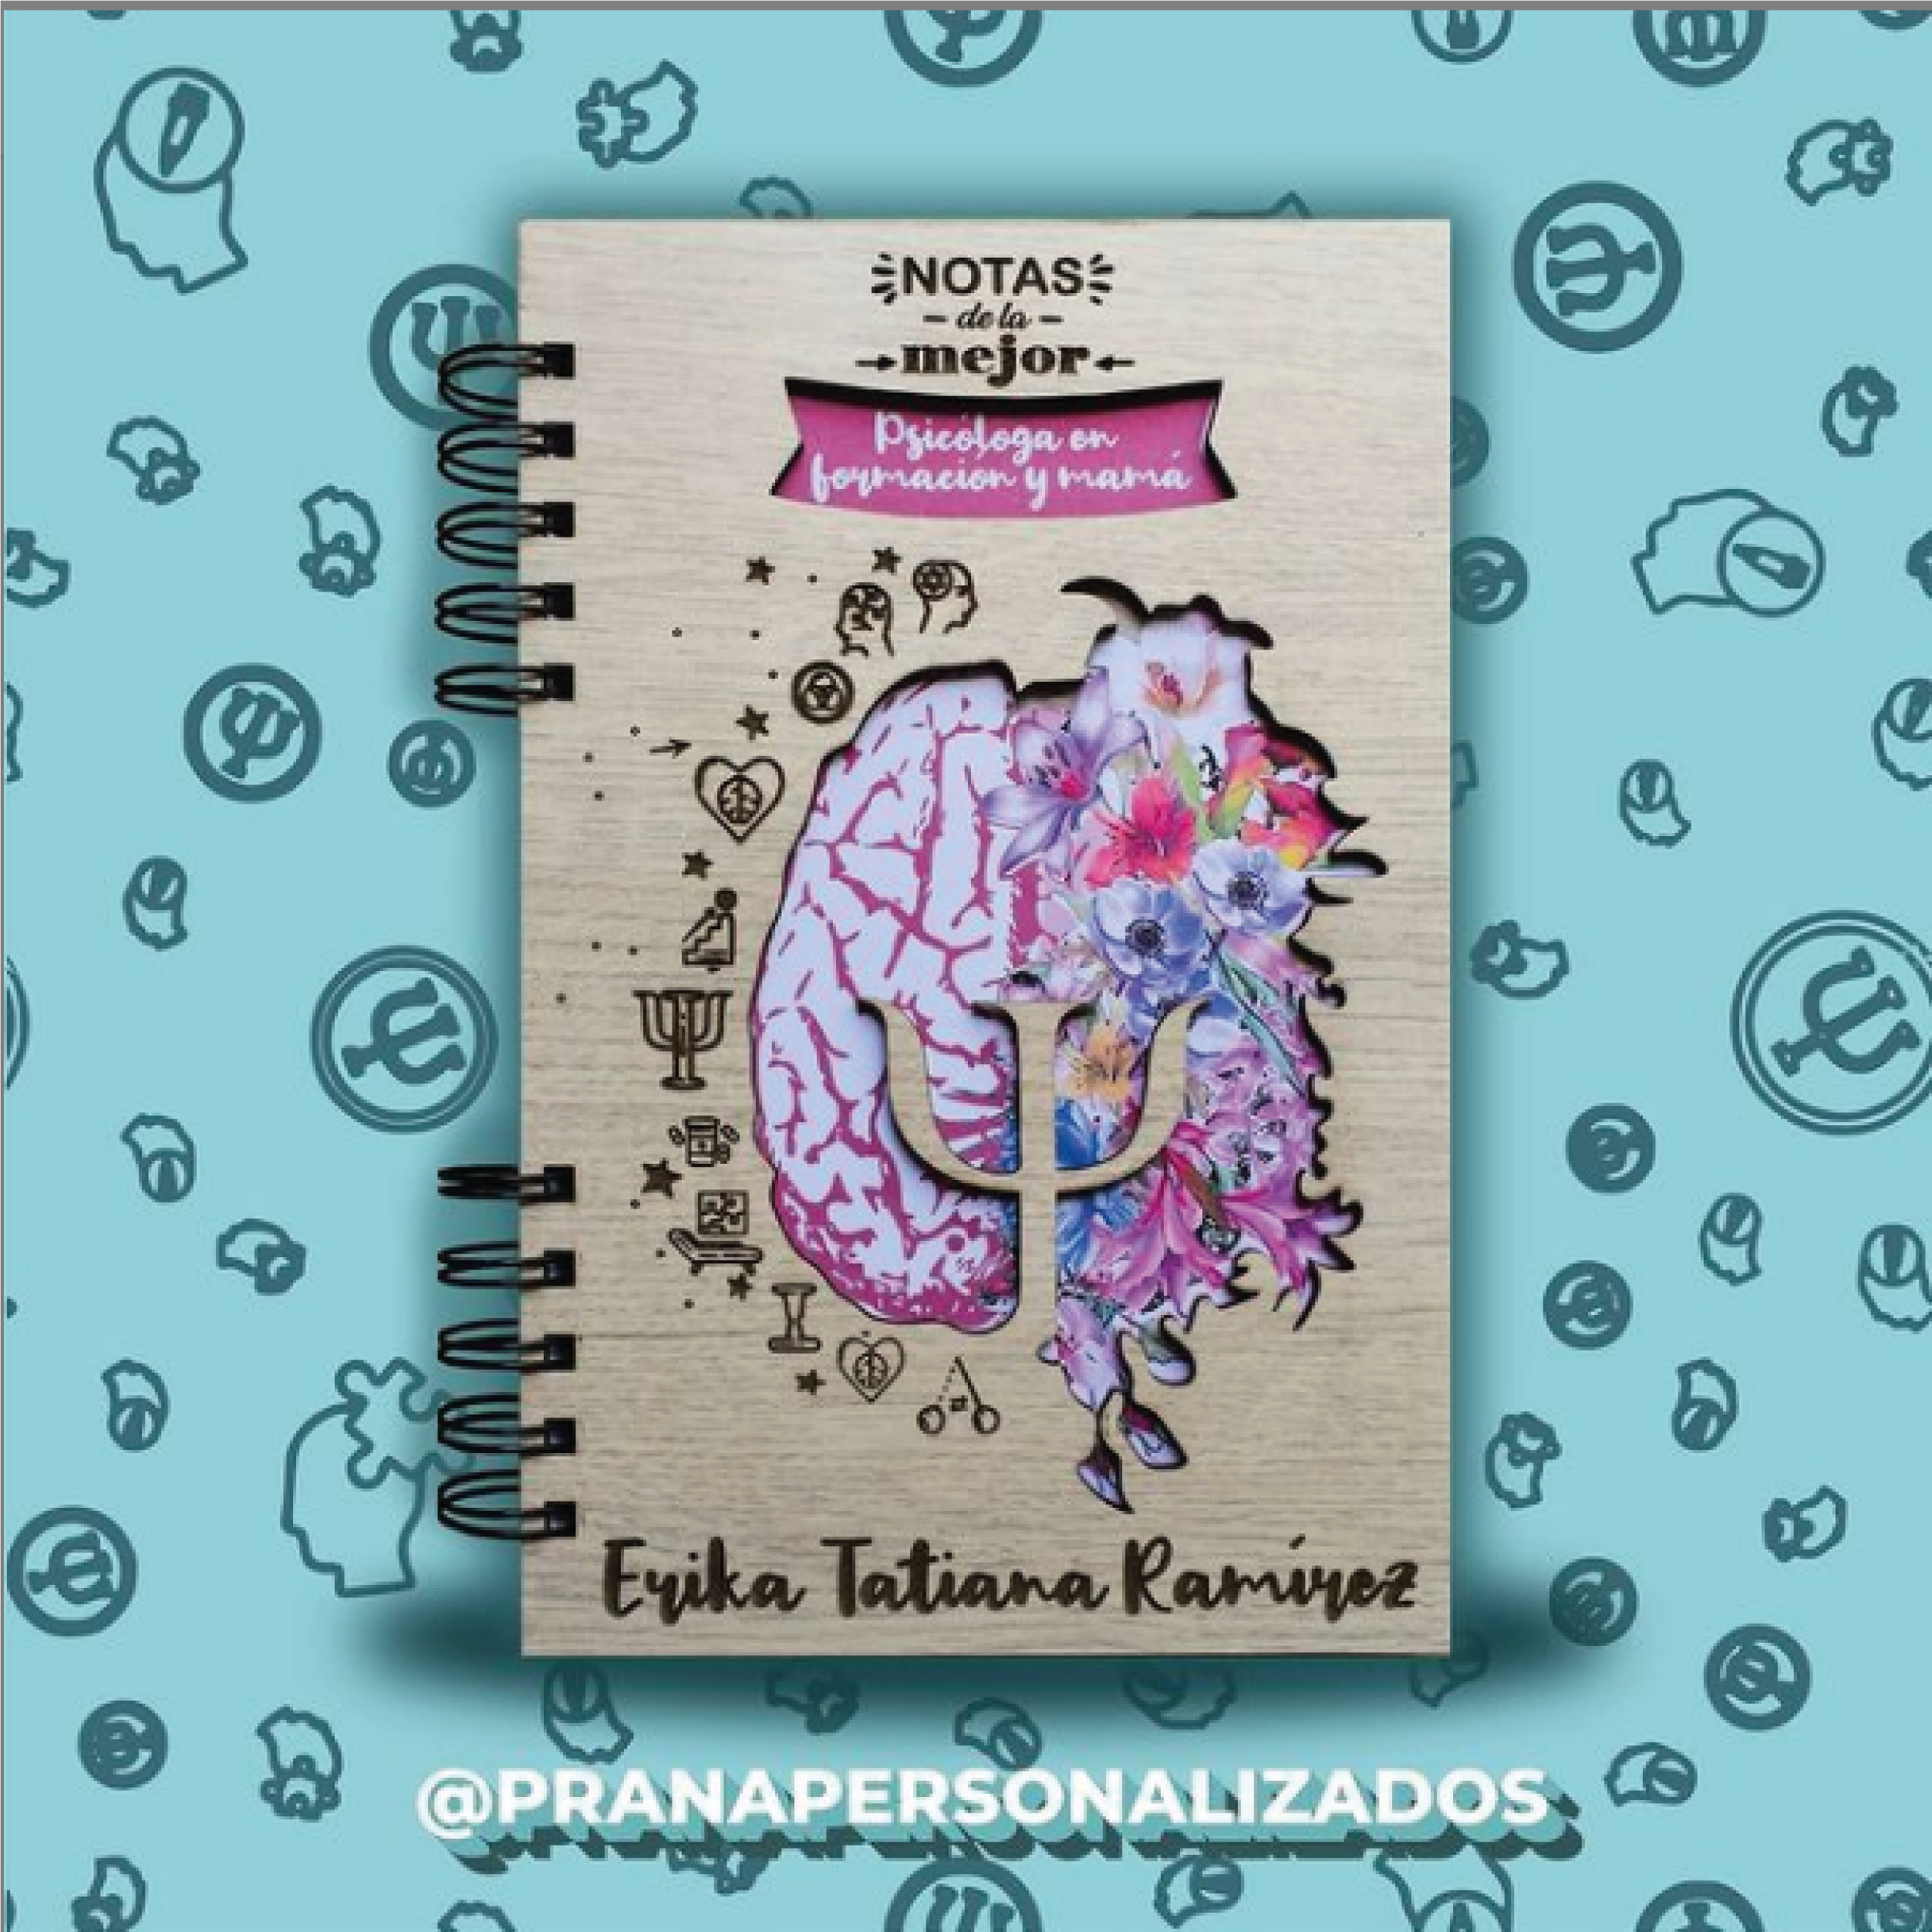 NOTAS
de la
mejor
Psicóloga en
formación y mamá
Erika Tatiana Ramírez
@PRANAPERSONALIZADOS